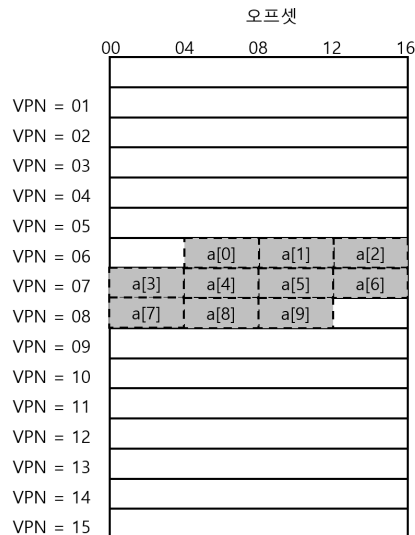 오프셋
00 04 08 12 16
VPN = 01
VPN = 02
VPN = 03
VPN = 04
VPN = 05
VPN = 06 a[0] a[1] a[2]
VPN = 07 a[3] a[4] a[5] a[6]
VPN = 08 a[7] a[8] a[9]
VPN = 09
VPN = 10
VPN = 11
VPN = 12
VPN = 13
VPN = 14
VPN = 15